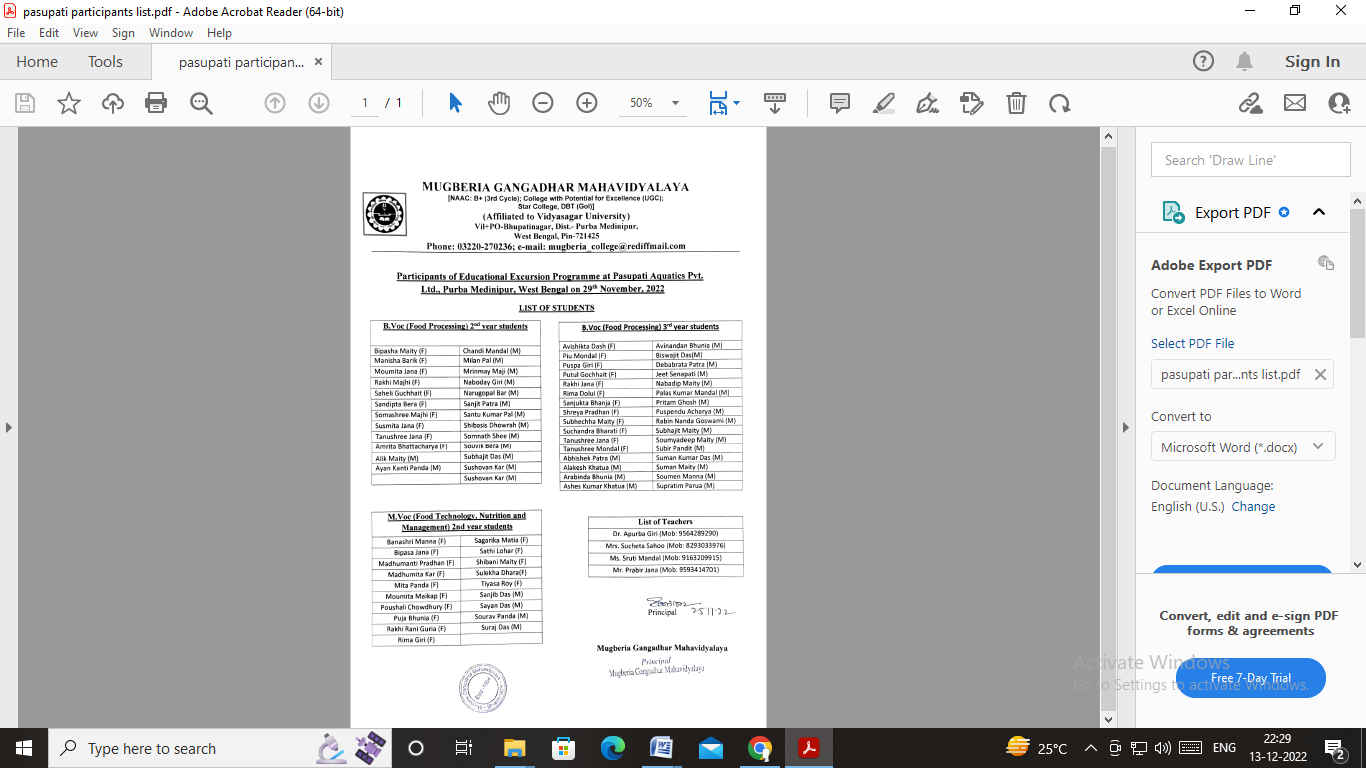 pasupati participants list.pdf - Adobe Acrobat Reader (64-bit)
File Edit View Sign Window Help
Home Tools pasupati participan... × Sign In
1 / 1 50%
Search 'Draw Line'
Export PDF
Adobe Export PDF
Convert PDF Files to Word
or Excel Online
Select PDF File
pasupati par...nts list.pdf
Convert to
Microsoft Word (*.docx)
Document Language:
English (U.S.) Change
Convert, edit and e-sign PDF
forms & agreements
Free 7-Day Trial
Activate Windows
Go to Settings to activate Windows.
MUGBERIA GANGADHAR MAHAVIDYALAYA
[NAAC: B+ (3rd Cycle); College with Potential for Excellence (UGC);
Star College, DBT (GoI)]
(Affiliated to Vidyasagar University)
Vil+PO-Bhupatinagar, Dist.- Purba Medinipur,
West Bengal, Pin-721425
Phone: 03220-270236; e-mail: mugberia_college@rediffmail.com
Participants of Educational Excursion Programme at Pasupati Aquatics Pvt.
Ltd., Purba Medinipur, West Bengal on 29th November, 2022
LIST OF STUDENTS
B.Voc (Food Processing) 2nd year students
Bipasha Maity (F) Chandi Mandal (M)
Manisha Barik (F) Milan Pal (M)
Moumita Jana (F) Mrinmay Maji (M)
Rakhi Majhi (F) Naboday Giri (M)
Saheli Guchhait (F) Narugopal Bar (M)
Sandipta Bera (F) Sanjit Patra (M)
Somashree Majhi (F) Santu Kumar Pal (M)
Susmita Jana (F) Shibasis Dhowrah (M)
Tanushree Jana (F) Somnath Shee (M)
Amrita Bhattacharya (F) Souvik Bera (M)
Alik Maity (M) Subhajit Das (M)
Ayan Kanti Panda (M) Sushovan Kar (M)
Sushovan Kar (M)
B.Voc (Food Processing) 3rd year students
Avishikta Dash (F) Avinandan Bhunia (M)
Piu Mondal (F) Biswajit Das(M)
Puspa Giri (F) Debabrata Patra (M)
Putul Gochhait (F) Jeet Senapati (M)
Rakhi Jana (F) Nabadip Maity (M)
Rima Dolui (F) Palas Kumar Mandal (M)
Sanjukta Bhanja (F) Pritam Ghosh (M)
Shreya Pradhan (F) Puspendu Acharya (M)
Subhechha Maity (F) Rabin Nanda Goswami (M)
Suchandra Bharati (F) Subhajit Maity (M)
Tanushree Jana (F) Soumyadeep Maity (M)
Tanushree Mondal (F) Subir Pandit (M)
Abhishek Patra (M) Suman Kumar Das (M)
Alakesh Khatua (M) Suman Maity (M)
Arabinda Bhunia (M) Soumen Manna (M)
Ashes Kumar Khatua (M) Supratim Parua (M)
M.Voc (Food Technology, Nutrition and
Management) 2nd year students
Banashri Manna (F) Sagarika Matia (F)
Bipasa Jana (F) Sathi Lohar (F)
Madhumanti Pradhan (F) Shibani Maity (F)
Madhumita Kar (F) Sulekha Dhara(F)
Mita Panda (F) Tiyasa Roy (F)
Moumita Maikap (F) Sanjib Das (M)
Poushali Chowdhury (F) Sayan Das (M)
Puja Bhunia (F) Sourav Panda (M)
Rakhi Rani Guria (F) Suraj Das (M)
Rima Giri (F)
List of Teachers
Dr. Apurba Giri (Mob: 9564289290)
Mrs. Sucheta Sahoo (Mob: 8293033976)
Ms. Sruti Mandal (Mob: 9163209915)
Mr. Prabir Jana (Mob: 9593414701)
Principal
Mugberia Gangadhar Mahavidyalaya
Principal
Mugberia Gangadhar Mahavidyalaya
Type here to search
25°C ENG 22:29
13-12-2022
2